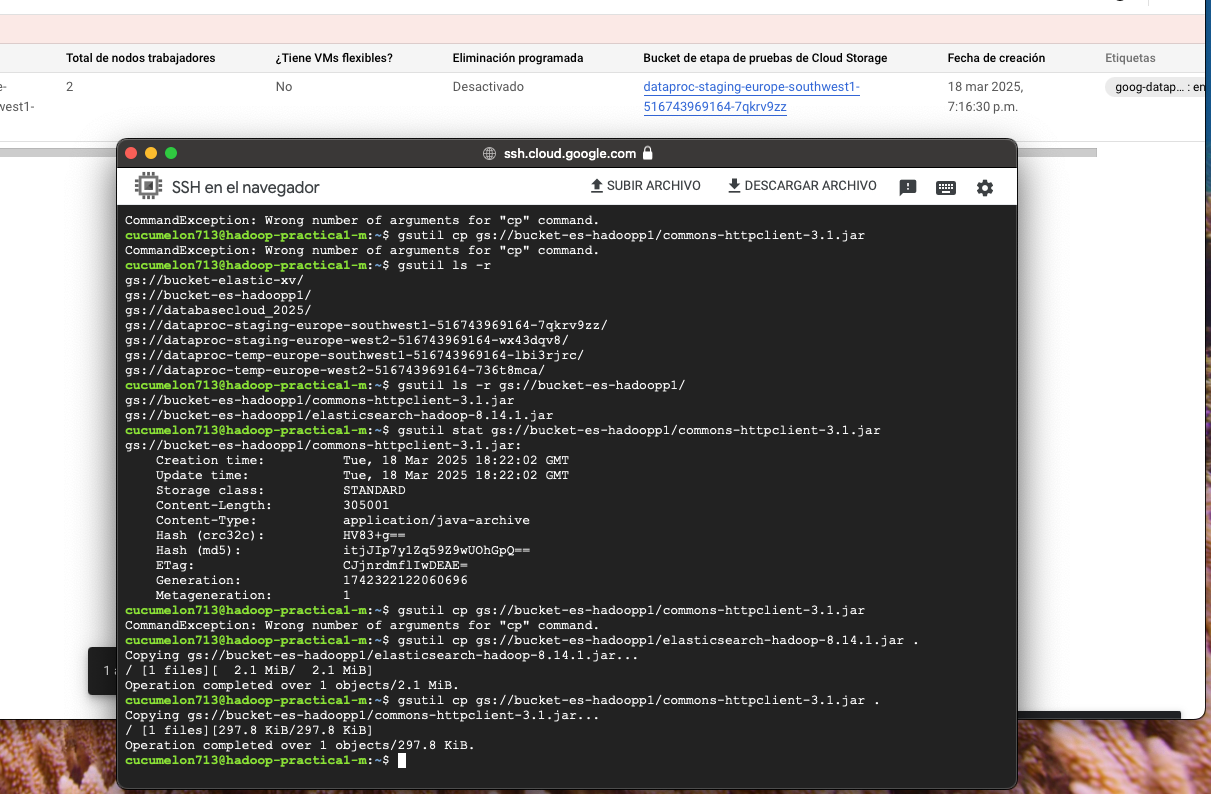 Total de nodos trabajadores ¿Tiene VMs flexibles? Eliminación programada Bucket de etapa de pruebas de Cloud Storage Fecha de creación Etiquetas
2 No Desactivado dataproc-staging-europe-southwest1- 18 mar 2025, goog-datap... : en
west1- 516743969164-7qkrv9zz 7:16:30 p.m.
ssh.cloud.google.com
SSH en el navegador SUBIR ARCHIVO DESCARGAR ARCHIVO
CommandException: Wrong number of arguments for "cp" command.
cucumelon713@hadoop-practica1-m:~$ gsutil cp gs://bucket-es-hadoopp1/commons-httpclient-3.1.jar
CommandException: Wrong number of arguments for "cp" command.
cucumelon713@hadoop-practica1-m:~$ gsutil ls -r
gs://bucket-elastic-xv/
gs://bucket-es-hadoopp1/
gs://databasecloud_2025/
gs://dataproc-staging-europe-southwest1-516743969164-7qkrv9zz/
gs://dataproc-staging-europe-west2-516743969164-wx43dqv8/
gs://dataproc-temp-europe-southwest1-516743969164-lbi3rjrc/
gs://dataproc-temp-europe-west2-516743969164-736t8mca/
cucumelon713@hadoop-practica1-m:~$ gsutil ls -r gs://bucket-es-hadoopp1/
gs://bucket-es-hadoopp1/commons-httpclient-3.1.jar
gs://bucket-es-hadoopp1/elasticsearch-hadoop-8.14.1.jar
cucumelon713@hadoop-practica1-m:~$ gsutil stat gs://bucket-es-hadoopp1/commons-httpclient-3.1.jar
gs://bucket-es-hadoopp1/commons-httpclient-3.1.jar:
Creation time: Tue, 18 Mar 2025 18:22:02 GMT
Update time: Tue, 18 Mar 2025 18:22:02 GMT
Storage class: STANDARD
Content-Length: 305001
Content-Type: application/java-archive
Hash (crc32c): HV83+g==
Hash (md5): itjJIp7y1Zq59Z9wUOhGpQ==
ETag: CJjnrdmflIwDEAE=
Generation: 1742322122060696
Metageneration: 1
cucumelon713@hadoop-practica1-m:~$ gsutil cp gs://bucket-es-hadoopp1/commons-httpclient-3.1.jar
CommandException: Wrong number of arguments for "cp" command.
cucumelon713@hadoop-practica1-m:~$ gsutil cp gs://bucket-es-hadoopp1/elasticsearch-hadoop-8.14.1.jar .
Copying gs://bucket-es-hadoopp1/elasticsearch-hadoop-8.14.1.jar...
/ [1 files][ 2.1 MiB/ 2.1 MiB]
Operation completed over 1 objects/2.1 MiB.
cucumelon713@hadoop-practica1-m:~$ gsutil cp gs://bucket-es-hadoopp1/commons-httpclient-3.1.jar .
Copying gs://bucket-es-hadoopp1/commons-httpclient-3.1.jar...
/ [1 files][297.8 KiB/297.8 KiB]
Operation completed over 1 objects/297.8 KiB.
cucumelon713@hadoop-practica1-m:~$